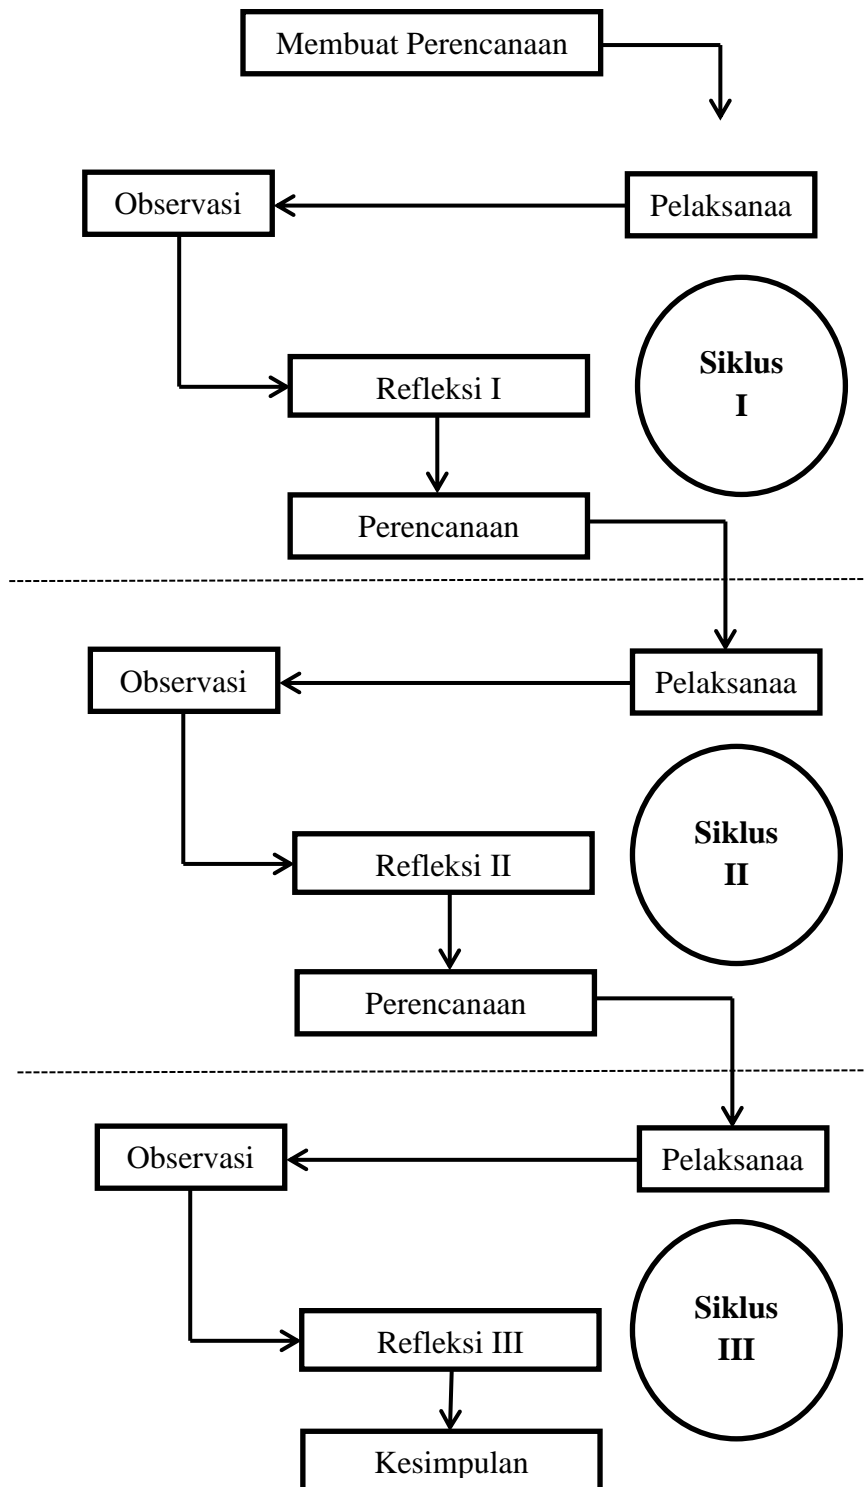 Membuat Perencanaan
Observasi
Pelaksanaa
Siklus
I
Refleksi I
Perencanaan
Observasi
Pelaksanaa
Siklus
II
Refleksi II
Perencanaan
Observasi
Pelaksanaa
Siklus
III
Refleksi III
Kesimpulan